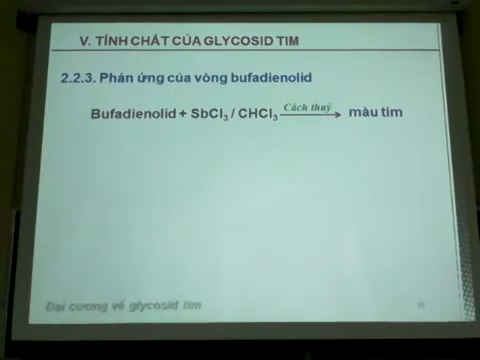 V. TÍNH CHẤT CỦA GLYCOSID TIM
2.2.3. Phản ứng của vòng bufadienolid
Bufadienolid + SbCl₃ / CHCl₃ Cách thuỷ → màu tím
Đại cương về glycosid tim